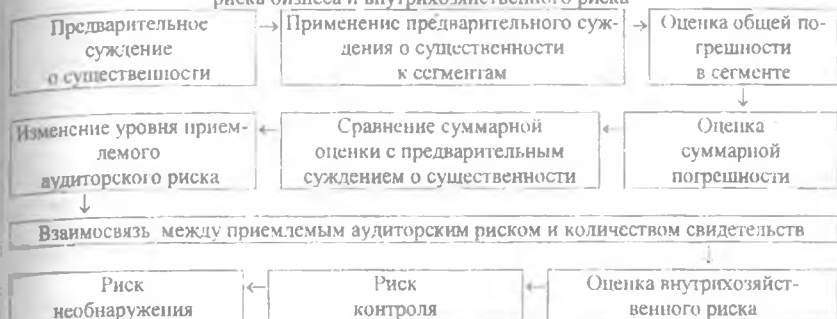 риска бизнеса и внутрихозяйственного риска
Предварительное
суждение
о существенности
→ Применение предварительного суж-
дения о существенности
к сегментам
→ Оценка общей по-
грешности
в сегменте
↓
Изменение уровня прием-
лемого
аудиторского риска
← Сравнение суммарной
оценки с предварительным
суждением о существенности
← Оценка
суммарной
погрешности
↓
Взаимосвязь между приемлемым аудиторским риском и количеством свидетельств
↓
Риск
необнаружения
← Риск
контроля
← Оценка внутрихозяйст-
венного риска